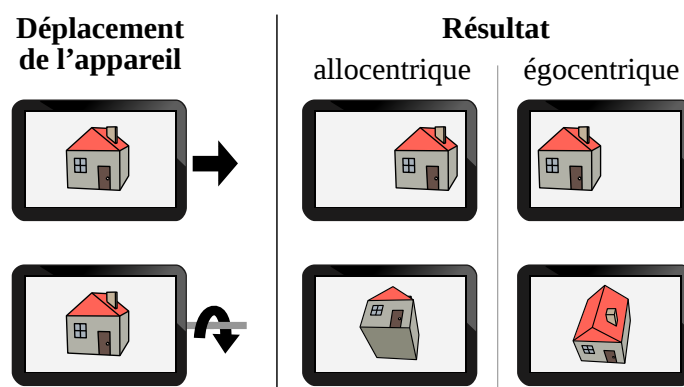 Déplacement
de l’appareil
Résultat
allocentrique
égocentrique